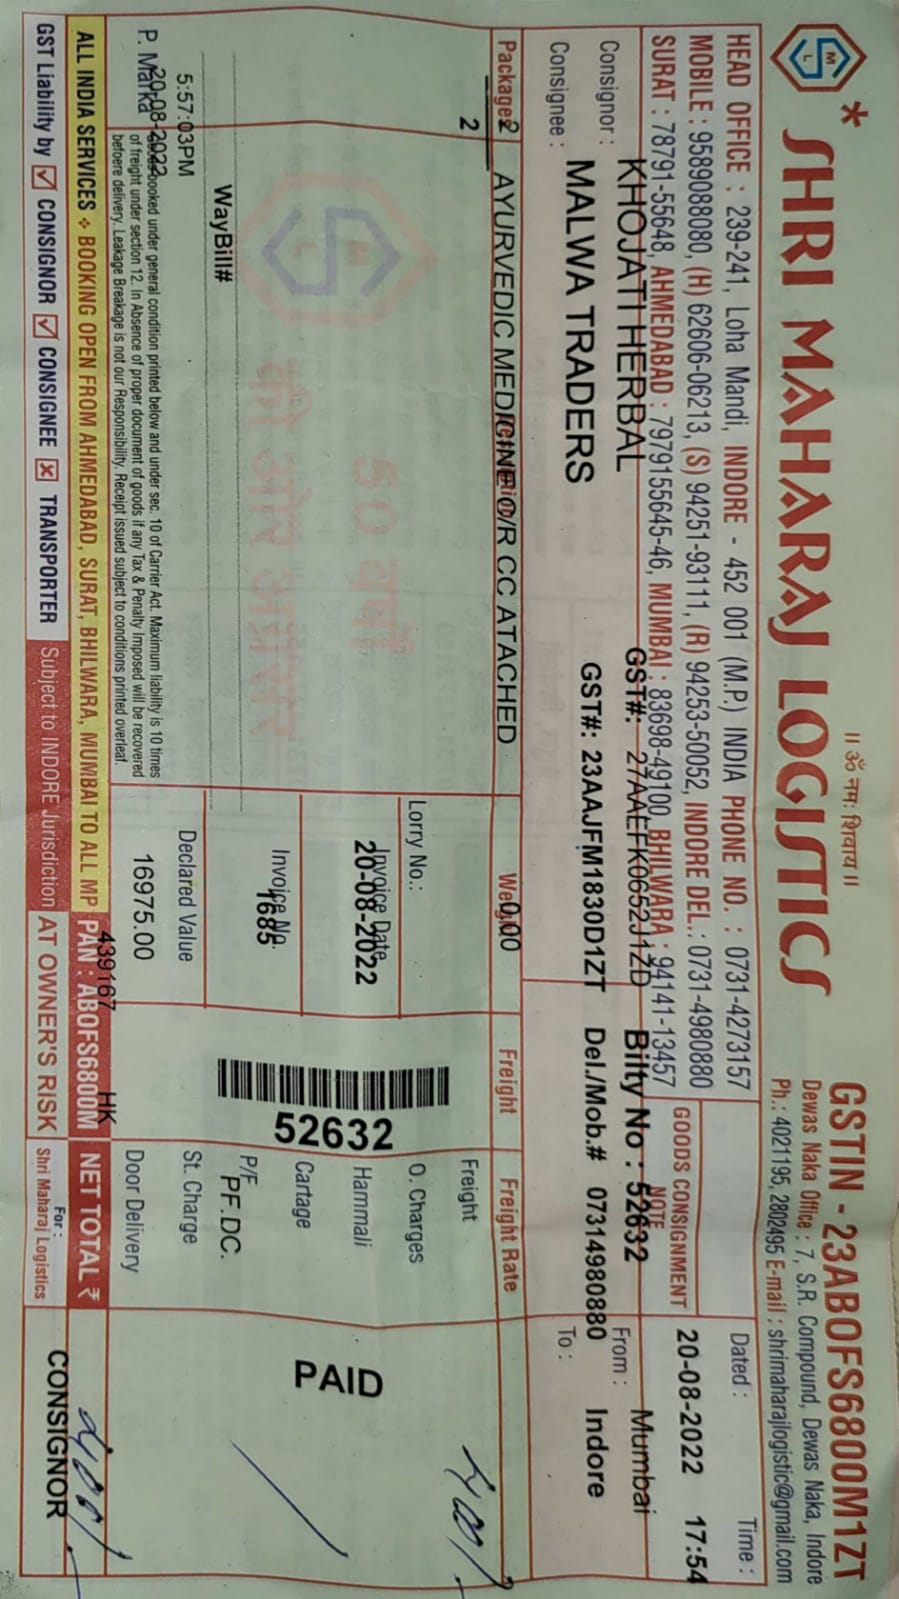 ॥ ॐ नमः शिवाय ॥
GSTIN - 23ABOFS6800M1ZT
* SHRI MAHARAJ LOGISTICS
Dewas Naka Office : 7, S.R. Compound, Dewas Naka, Indore
Ph.: 4021195, 2802495 E-mail : shrimaharajlogistic@gmail.com
HEAD OFFICE : 239-241, Loha Mandi, INDORE - 452 001 (M.P.) INDIA PHONE NO. : 0731-4273157
MOBILE : 9589088080, (H) 62606-06213, (S) 94251-93111, (R) 94253-50052, INDORE DEL.: 0731-4980880
SURAT : 78791-55648, AHMEDABAD : 7979155645-46, MUMBAI : 83698-49100, BHILWARA : 94141-13457
GOODS CONSIGNMENT NOTE
Dated : Time :
20-08-2022 17:54
Consignor : KHOJATI HERBAL GST#: 27AAEFK0652J1ZD Bilty No : 52632 From : Mumbai
Consignee : MALWA TRADERS GST#: 23AAJFM1830D1ZT Del./Mob.# 07314980880 To : Indore
Packages Weight Freight Freight Rate
2 AYURVEDIC MEDICINE O/R CC ATACHED 0.00
2
Freight
Lorry No.: O. Charges
Invoice Date Hammali
20-08-2022
52632
Cartage PAID
Invoice No.
1685
P/F
PF.DC.
WayBill#
Declared Value St. Charge
16975.00 Door Delivery
5:57:03PM
20-08-2022
P. Marka
booked under general condition printed below and under sec. 10 of Carrier Act. Maximum liability is 10 times
of freight under section 12. In Absence of proper document of goods if any Tax & Penalty Imposed will be recovered
befoere delivery. Leakage Breakage is not our Responsibility. Receipt issued subject to conditions printed overleaf.
439167 HK
ALL INDIA SERVICES BOOKING OPEN FROM AHMEDABAD, SURAT, BHILWARA, MUMBAI TO ALL MP PAN : ABOFS6800M NET TOTAL ₹
GST Liability by ☑ CONSIGNOR ☑ CONSIGNEE ☒ TRANSPORTER Subject to INDORE Jurisdiction AT OWNER'S RISK For : Shri Maharaj Logistics CONSIGNOR